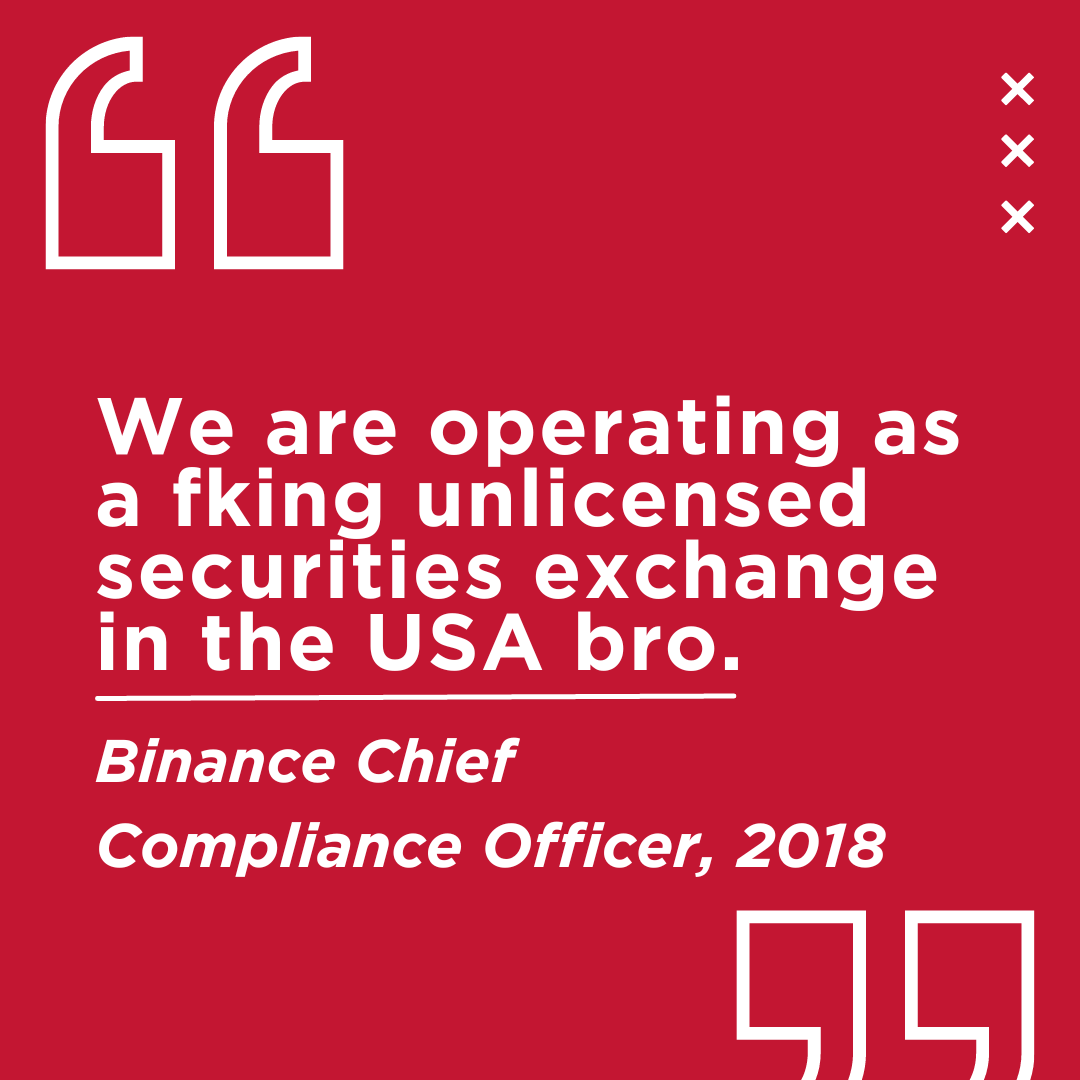 We are operating as
a fking unlicensed
securities exchange
in the USA bro.
Binance Chief
Compliance Officer, 2018